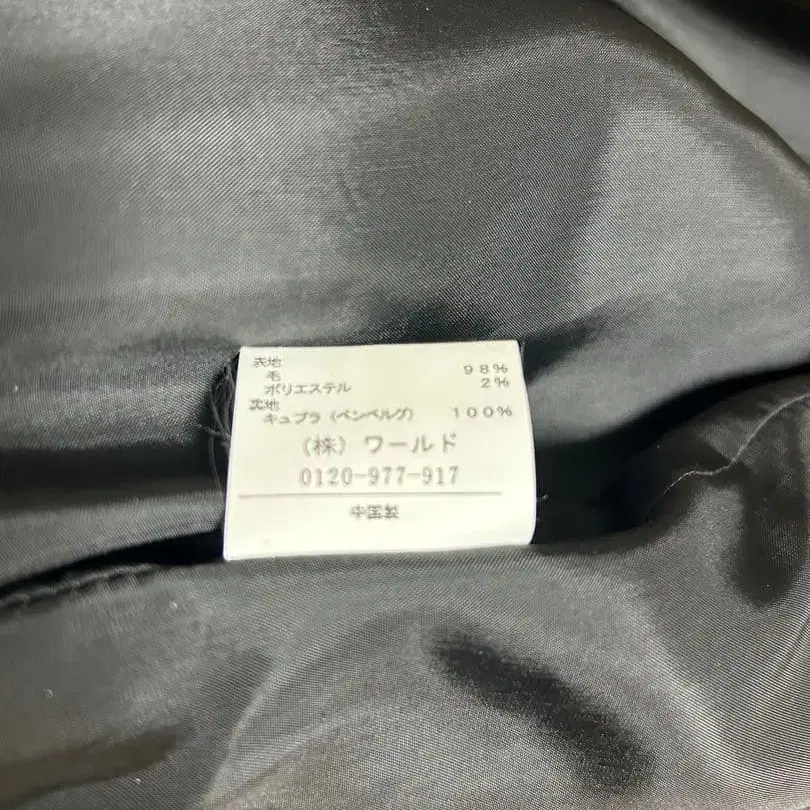 表地
毛 98%
ポリエステル 2%
裏地
キュプラ (ベンベルグ) 100%
(株) ワールド
0120-977-917
中国製